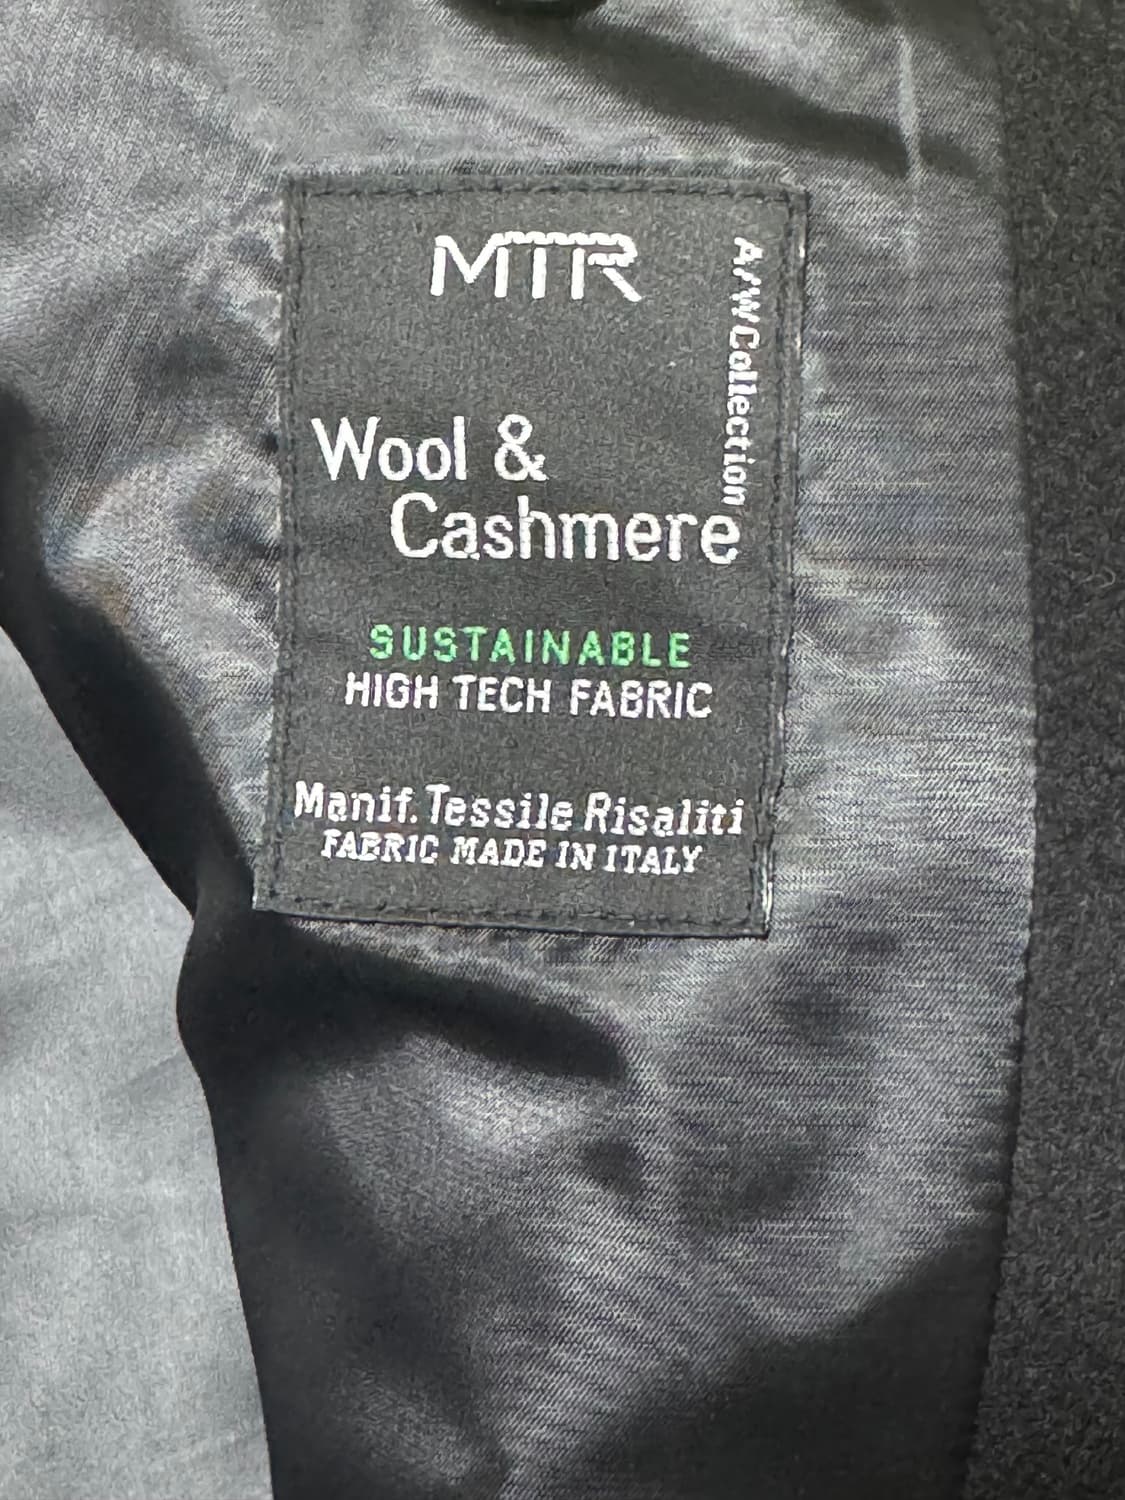 MTR
A/W Collection
Wool &
Cashmere
SUSTAINABLE
HIGH TECH FABRIC
Manif. Tessile Risaliti
FABRIC MADE IN ITALY